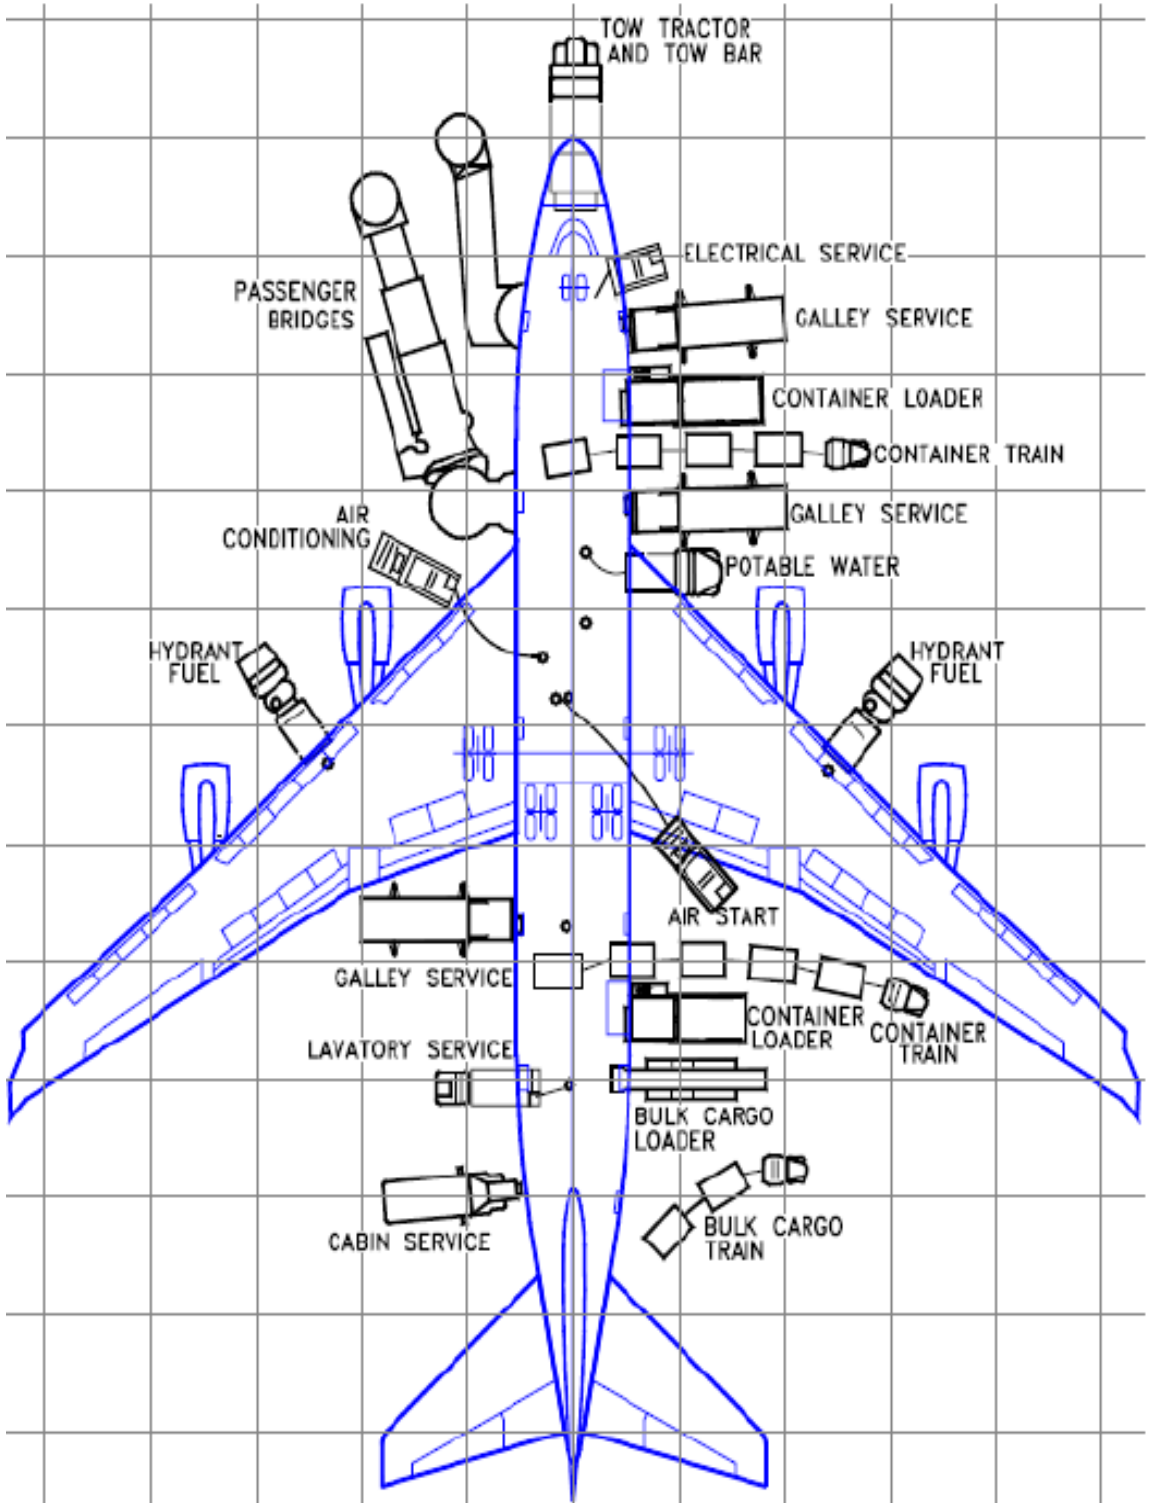 TOW TRACTOR
AND TOW BAR
ELECTRICAL SERVICE
PASSENGER
BRIDGES
GALLEY SERVICE
CONTAINER LOADER
CONTAINER TRAIN
AIR
CONDITIONING
GALLEY SERVICE
POTABLE WATER
HYDRANT
FUEL
HYDRANT
FUEL
AIR START
GALLEY SERVICE
CONTAINER
LOADER
CONTAINER
TRAIN
LAVATORY SERVICE
BULK CARGO
LOADER
CABIN SERVICE
BULK CARGO
TRAIN